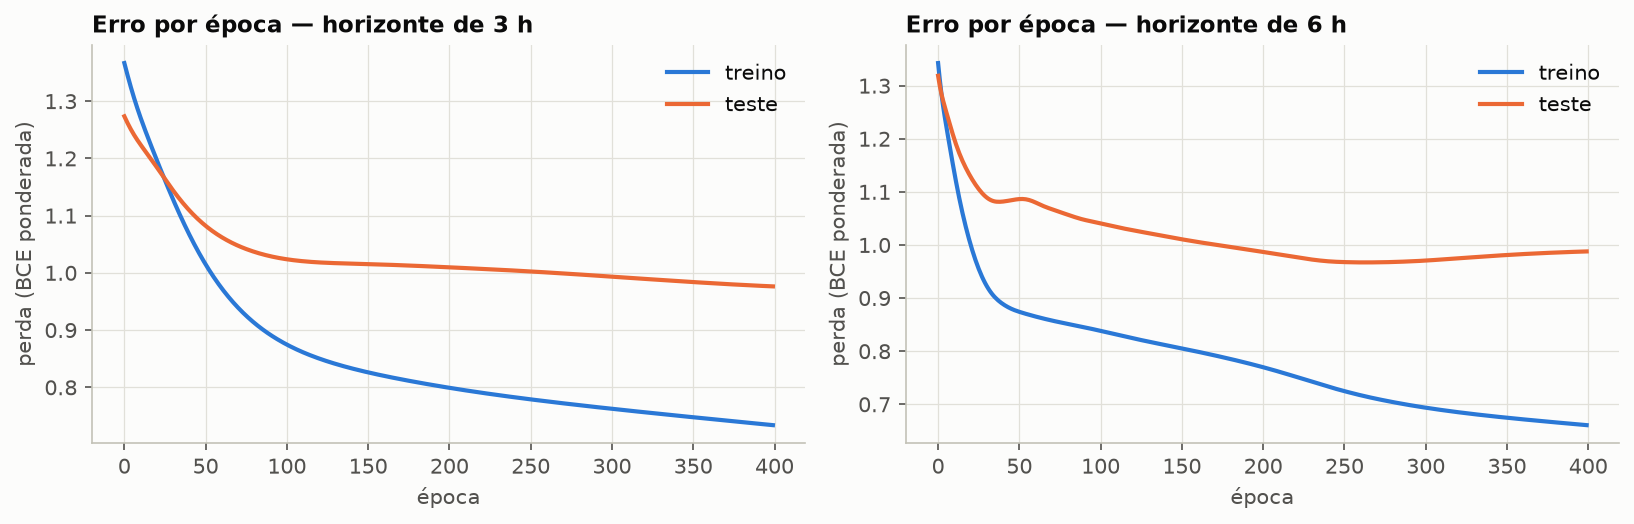 Erro por época — horizonte de 3 h
perda (BCE ponderada)
1.3
1.2
1.1
1.0
0.9
0.8
treino
teste
0 50 100 150 200 250 300 350 400
época
Erro por época — horizonte de 6 h
perda (BCE ponderada)
1.3
1.2
1.1
1.0
0.9
0.8
0.7
treino
teste
0 50 100 150 200 250 300 350 400
época